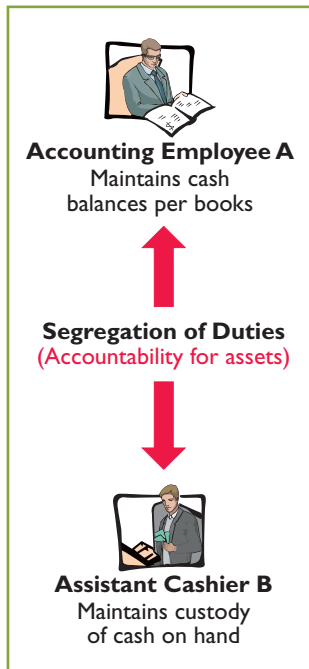 Accounting Employee A
Maintains cash
balances per books
Segregation of Duties
(Accountability for assets)
Assistant Cashier B
Maintains custody
of cash on hand